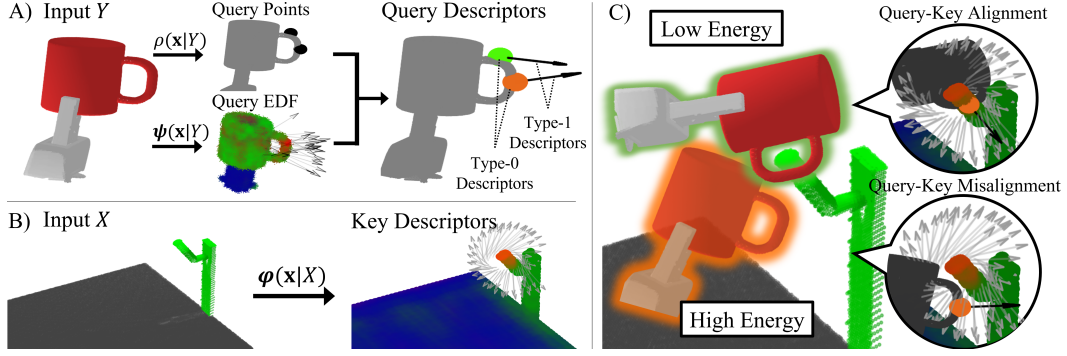 A) Input Y
ρ(x|Y)
Query Points
Query Descriptors
Query EDF
ψ(x|Y)
Type-1
Descriptors
Type-0
Descriptors
B) Input X
φ(x|X)
Key Descriptors
C)
Low Energy
Query-Key Alignment
Query-Key Misalignment
High Energy